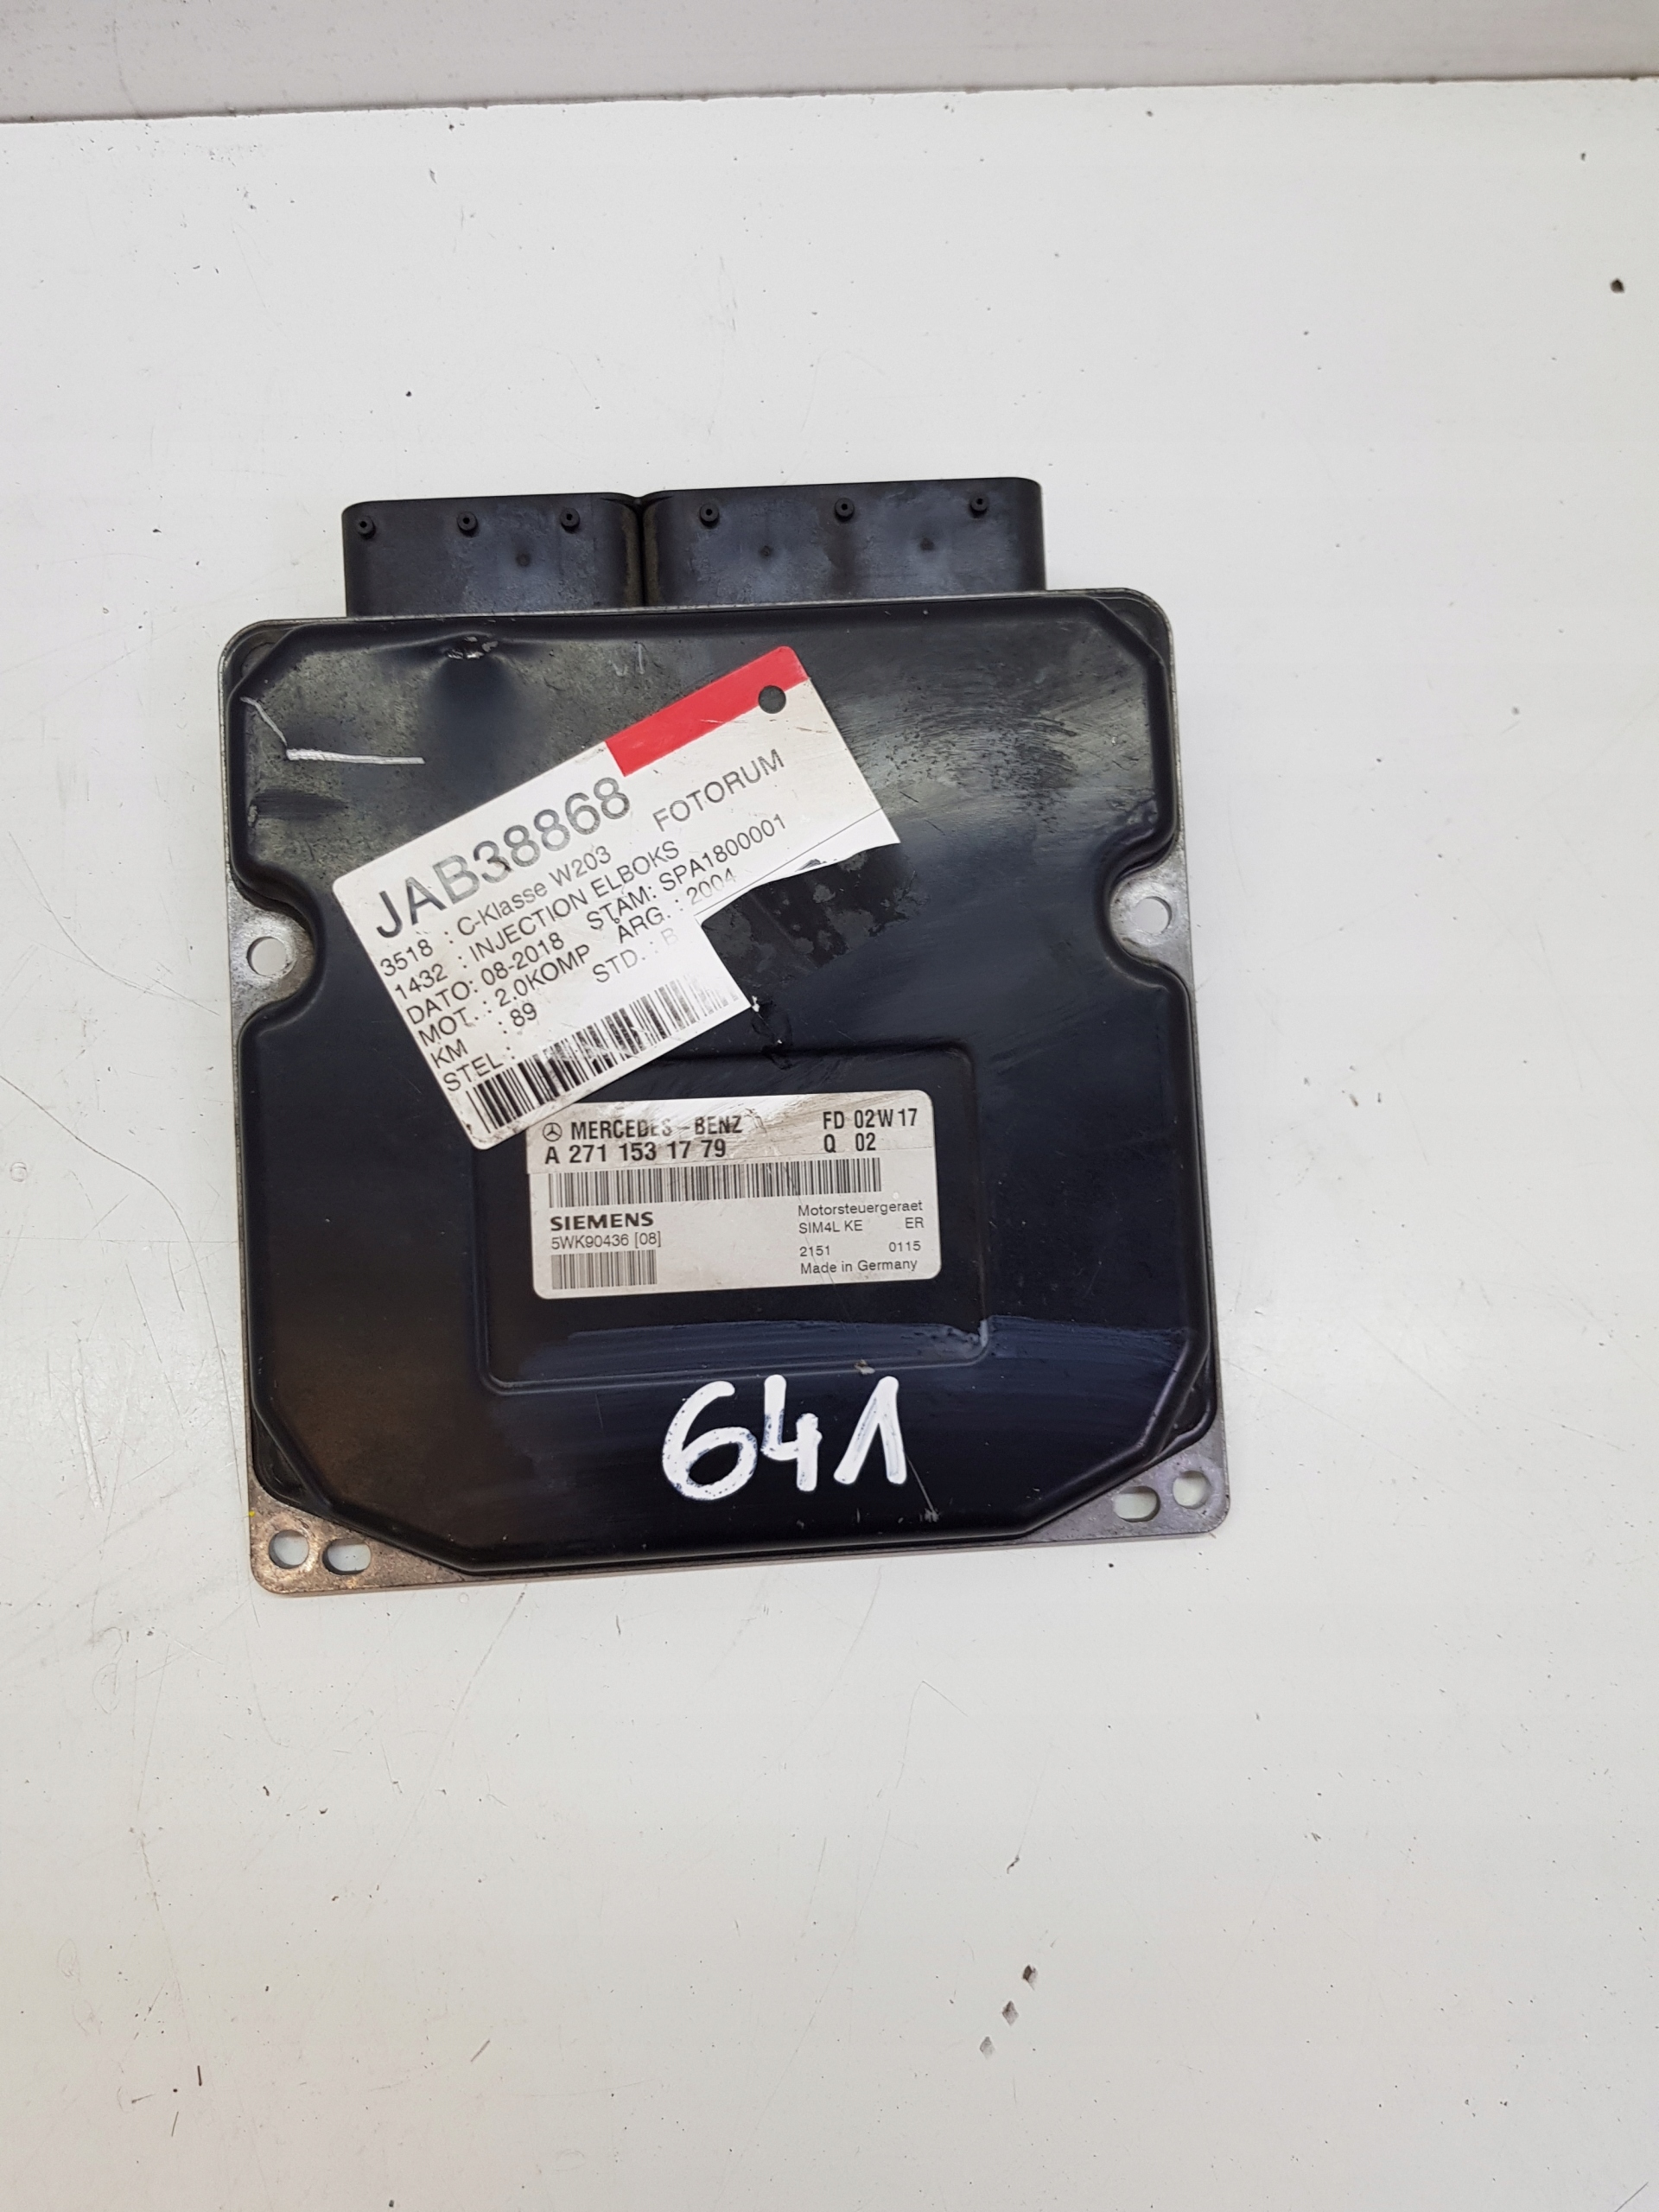 JAB38868
FOTORUM
3518 : C-Klasse W203
1432 : INJECTION ELBOKS
DATO: 08-2018 STAM: SPA1800001
MOT. : 2.0KOMP ÅRG. : 2004
KM : 89 STD. : B
STEL :
MERCEDES-BENZ FD 02W17
A 271 153 17 79 Q 02
SIEMENS
5WK90436 [08]
Motorsteuergeraet
SIM4L KE ER
2151 0115
Made in Germany
641